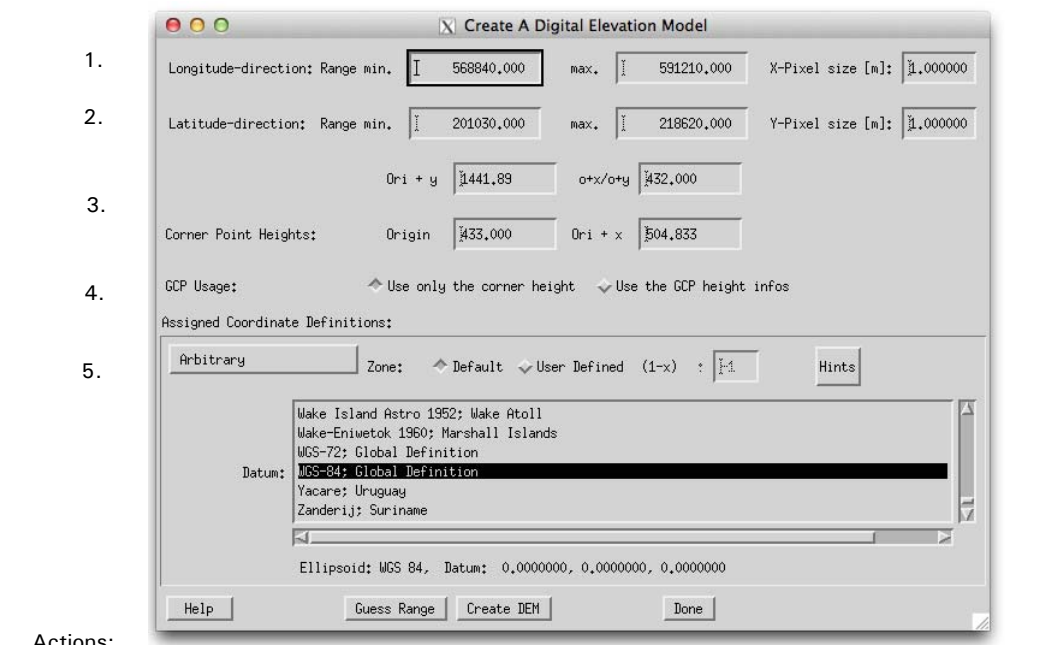 Create A Digital Elevation Model
1. Longitude-direction: Range min. 568840.000 max. 591210.000 X-Pixel size [m]: 1.000000
2. Latitude-direction: Range min. 201030.000 max. 218620.000 Y-Pixel size [m]: 1.000000
Ori + y 1441.89 o+x/o+y 432.000
3.
Corner Point Heights: Origin 433.000 Ori + x 504.833
4. GCP Usage: Use only the corner height Use the GCP height infos
Assigned Coordinate Definitions:
5. Arbitrary Zone: Default User Defined (1-x) : -1 Hints
Wake Island Astro 1952; Wake Atoll
Wake-Eniwetok 1960; Marshall Islands
WGS-72; Global Definition
Datum: WGS-84; Global Definition
Yacare; Uruguay
Zanderij; Suriname
Ellipsoid: WGS 84, Datum: 0.0000000, 0.0000000, 0.0000000
Help Guess Range Create DEM Done
Actions: